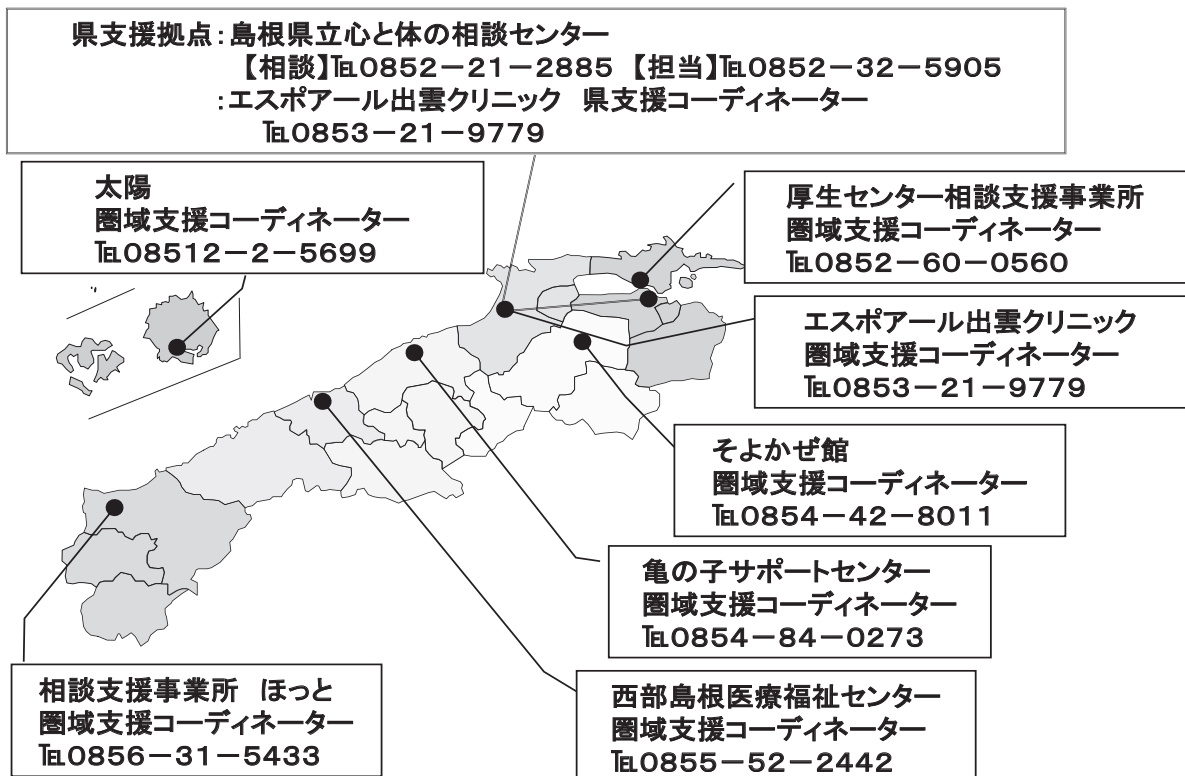 県支援拠点：島根県立心と体の相談センター
【相談】℡０８５２－２１－２８８５ 【担当】℡０８５２－３２－５９０５
：エスポアール出雲クリニック　県支援コーディネーター
℡０８５３－２１－９７７９
太陽
圏域支援コーディネーター
℡０８５１２－２－５６９９
厚生センター相談支援事業所
圏域支援コーディネーター
℡０８５２－６０－０５６０
エスポアール出雲クリニック
圏域支援コーディネーター
℡０８５３－２１－９７７９
そよかぜ館
圏域支援コーディネーター
℡０８５４－４２－８０１１
亀の子サポートセンター
圏域支援コーディネーター
℡０８５４－８４－０２７３
相談支援事業所　ほっと
圏域支援コーディネーター
℡０８５６－３１－５４３３
西部島根医療福祉センター
圏域支援コーディネーター
℡０８５５－５２－２４４２